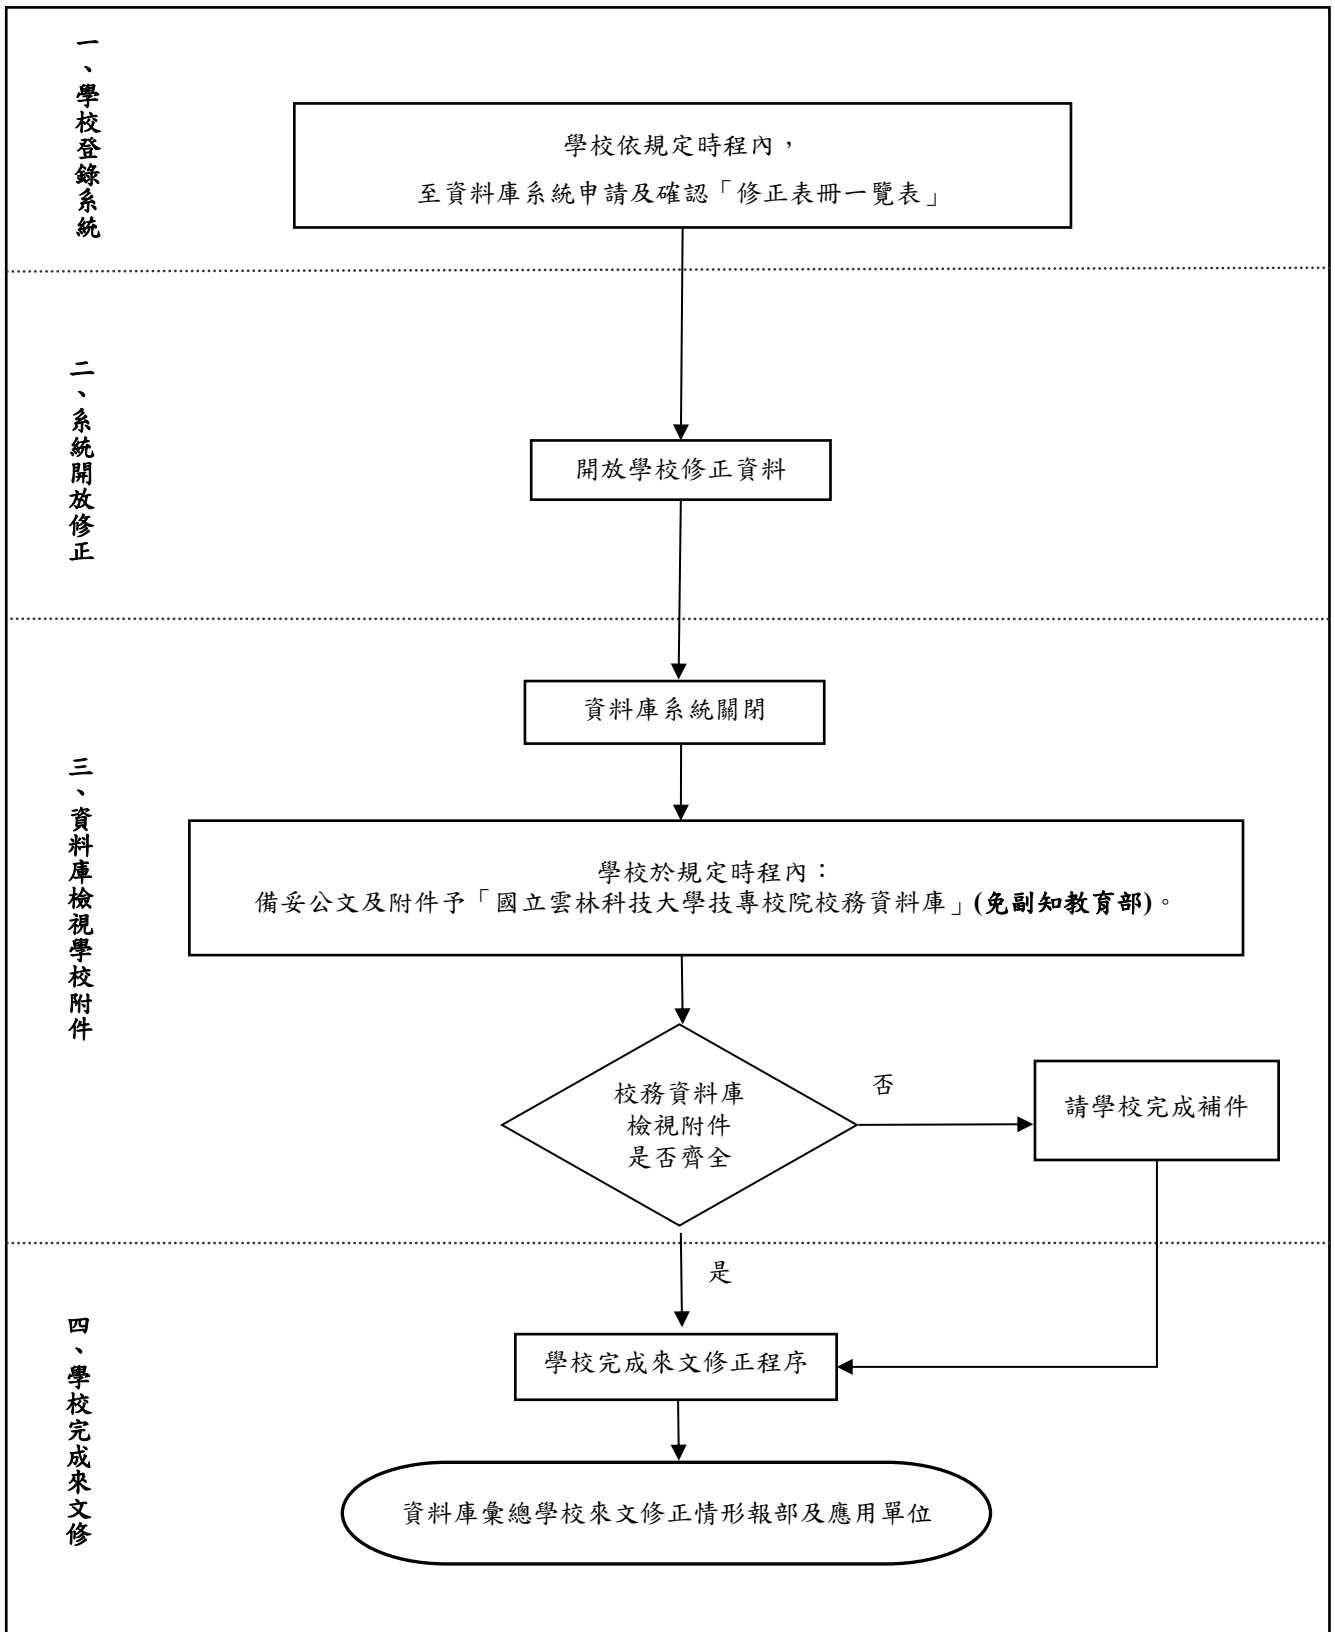 一、學校登錄系統
學校依規定時程內，
至資料庫系統申請及確認「修正表冊一覽表」
二、系統開放修正
開放學校修正資料
三、資料庫檢視學校附件
資料庫系統關閉
學校於規定時程內：
備妥公文及附件予「國立雲林科技大學技專校院校務資料庫」(免副知教育部)。
校務資料庫
檢視附件
是否齊全
否
請學校完成補件
是
四、學校完成來文修
學校完成來文修正程序
資料庫彙總學校來文修正情形報部及應用單位